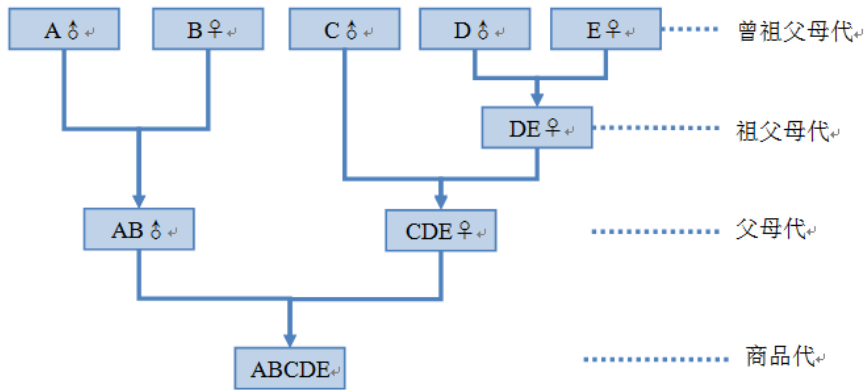 A♂ B♀ C♂ D♂ E♀ 曾祖父母代
DE♀ 祖父母代
AB♂ CDE♀ 父母代
ABCDE 商品代